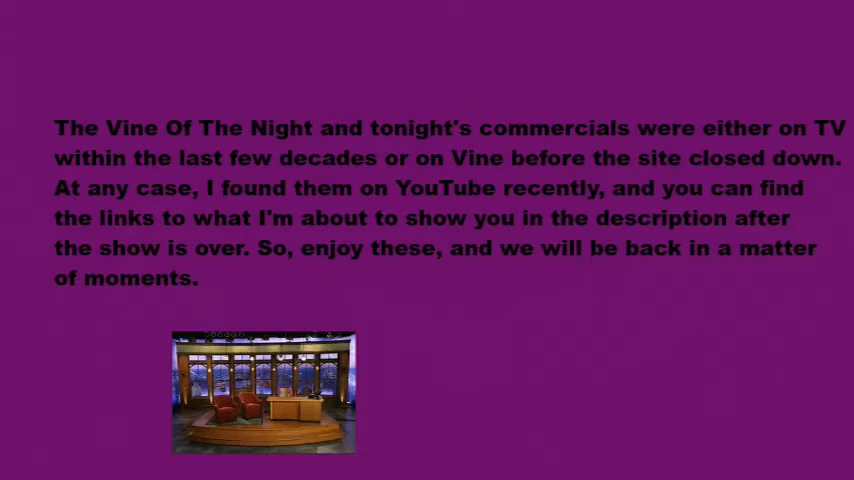 The Vine Of The Night and tonight's commercials were either on TV
within the last few decades or on Vine before the site closed down.
At any case, I found them on YouTube recently, and you can find
the links to what I'm about to show you in the description after
the show is over. So, enjoy these, and we will be back in a matter
of moments.